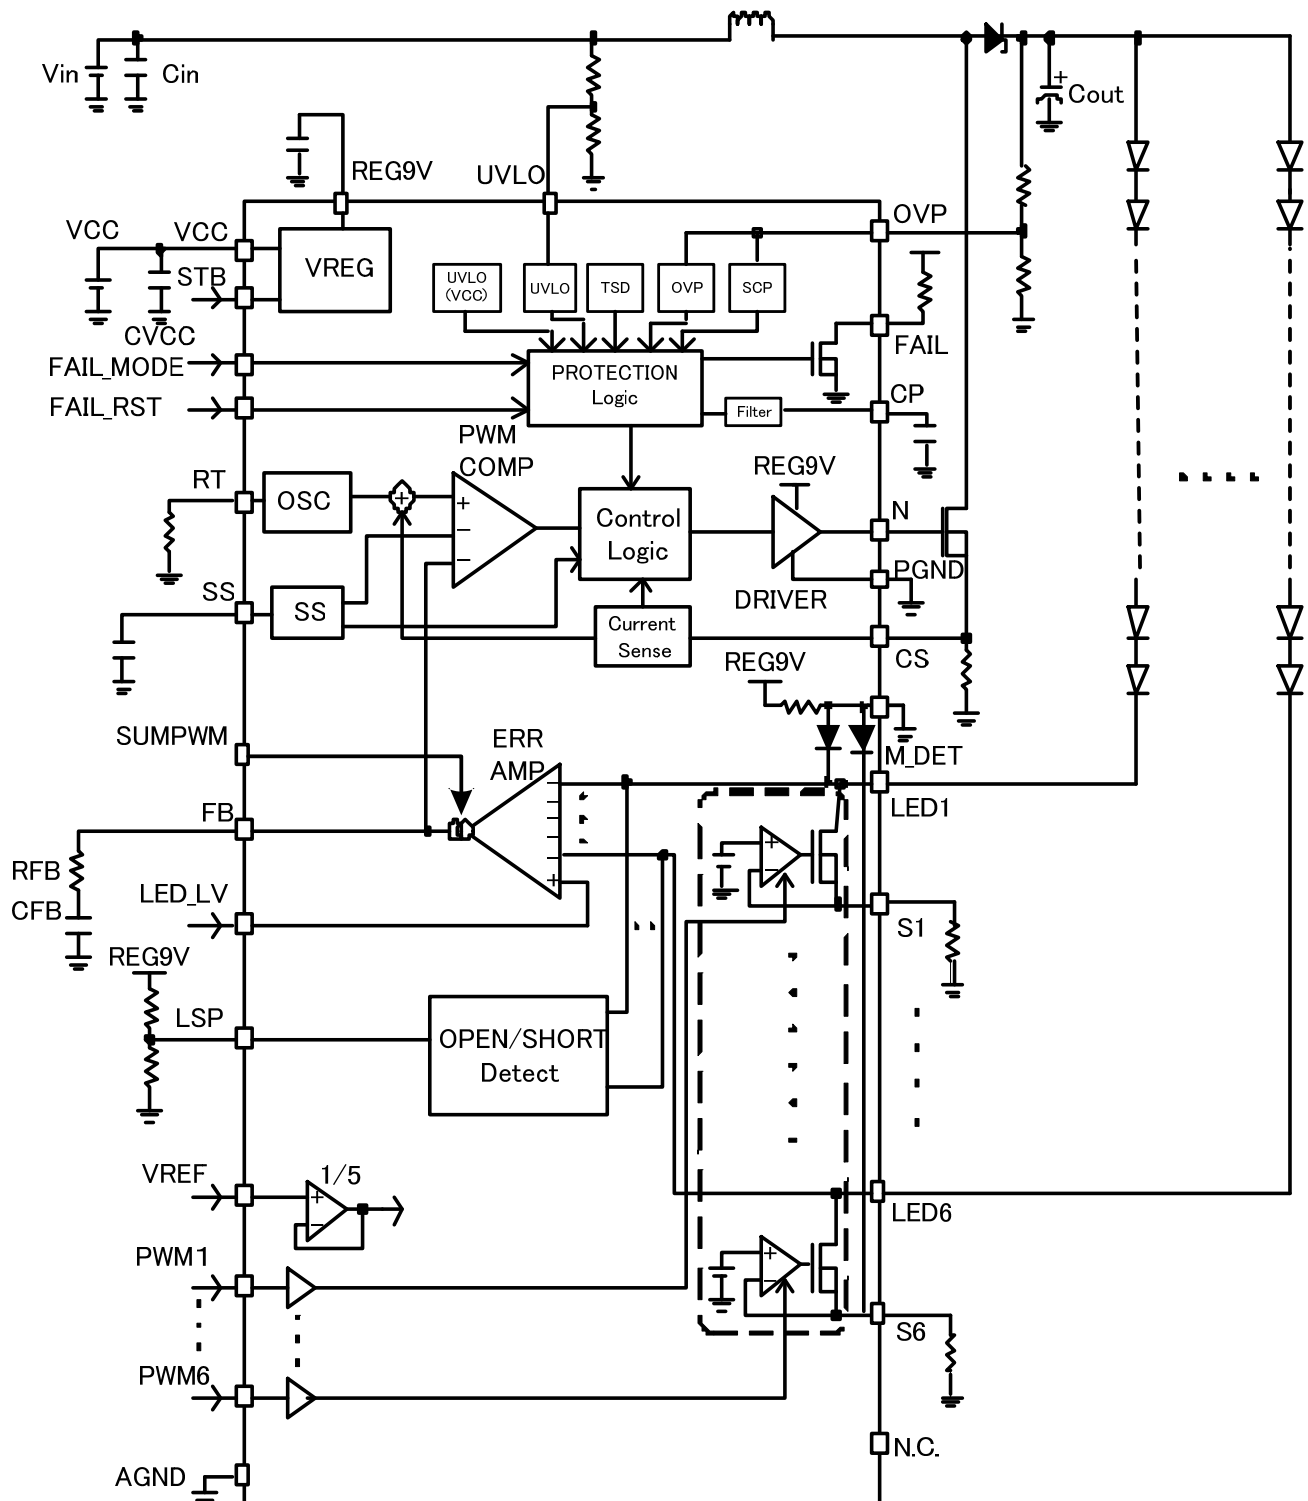 Vin
Cin
+
Cout
REG9V
UVLO
OVP
VCC
VCC
VREG
STB
CVCC
UVLO
(VCC)
UVLO
TSD
OVP
SCP
FAIL
FAIL_MODE
FAIL_RST
PROTECTION
Logic
Filter
CP
PWM
COMP
REG9V
RT
OSC
+
+
−
−
Control
Logic
N
PGND
DRIVER
SS
SS
Current
Sense
CS
REG9V
SUMPWM
ERR
AMP
M_DET
LED1
FB
−
−
−
−
−
+
+
−
RFB
CFB
LED_LV
S1
REG9V
LSP
OPEN/SHORT
Detect
VREF
1/5
+
−
LED6
PWM1
+
−
S6
PWM6
N.C.
AGND